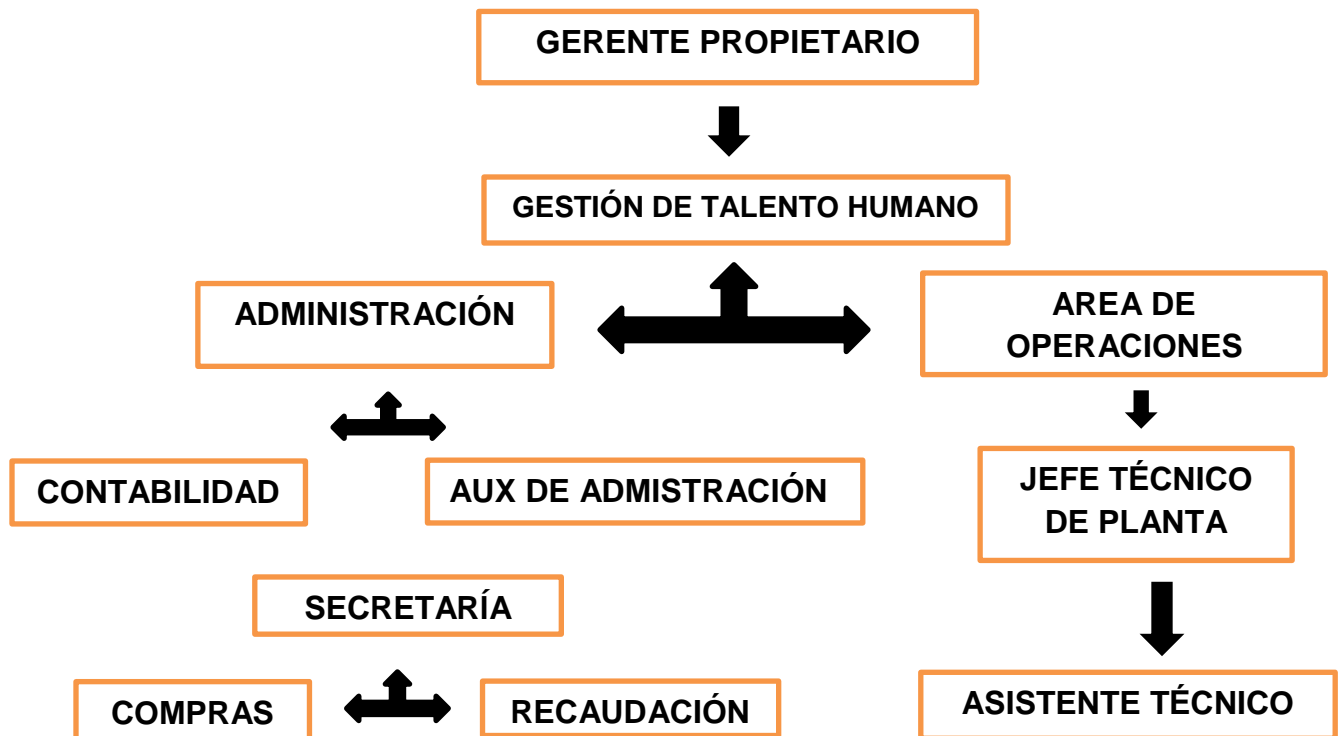 GERENTE PROPIETARIO
GESTIÓN DE TALENTO HUMANO
ADMINISTRACIÓN
AREA DE
OPERACIONES
CONTABILIDAD
AUX DE ADMISTRACIÓN
JEFE TÉCNICO
DE PLANTA
SECRETARÍA
COMPRAS
RECAUDACIÓN
ASISTENTE TÉCNICO